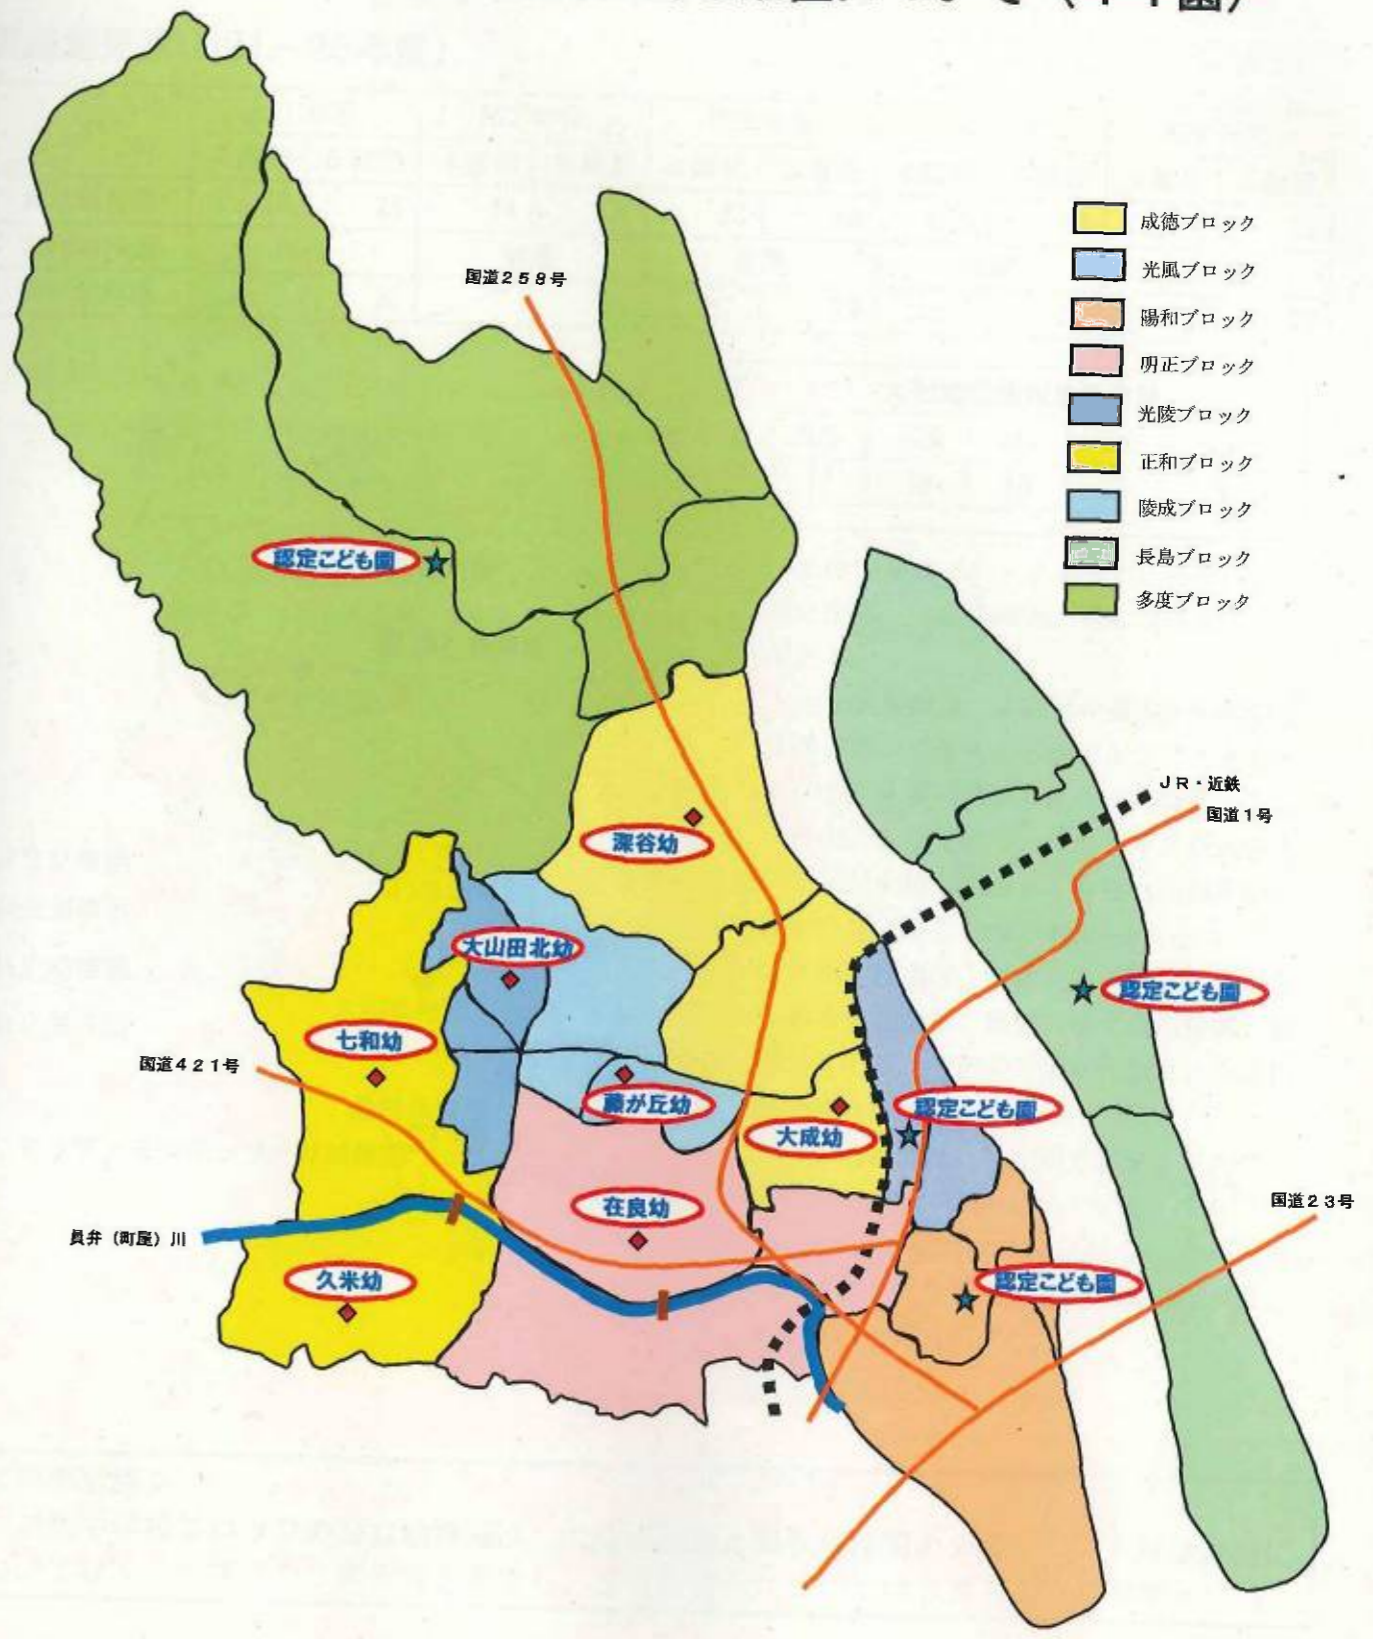 (11園)
国道258号
成徳ブロック
光風ブロック
陽和ブロック
明正ブロック
光陵ブロック
正和ブロック
陵成ブロック
長島ブロック
多度ブロック
認定こども園
JR・近鉄
国道1号
深谷幼
大山田北幼
認定こども園
七和幼
国道421号
藤が丘幼
認定こども園
大成幼
在良幼
国道23号
員弁(町屋)川
久米幼
認定こども園